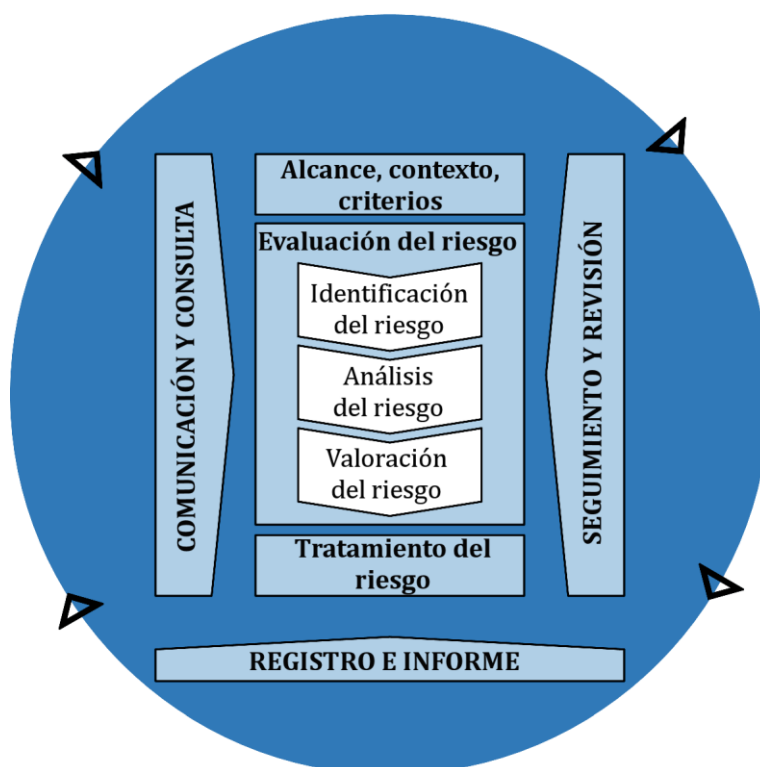 Alcance, contexto,
criterios
Evaluación del riesgo
Identificación
del riesgo
Análisis
del riesgo
Valoración
del riesgo
Tratamiento del
riesgo
COMUNICACIÓN Y CONSULTA
SEGUIMIENTO Y REVISIÓN
REGISTRO E INFORME